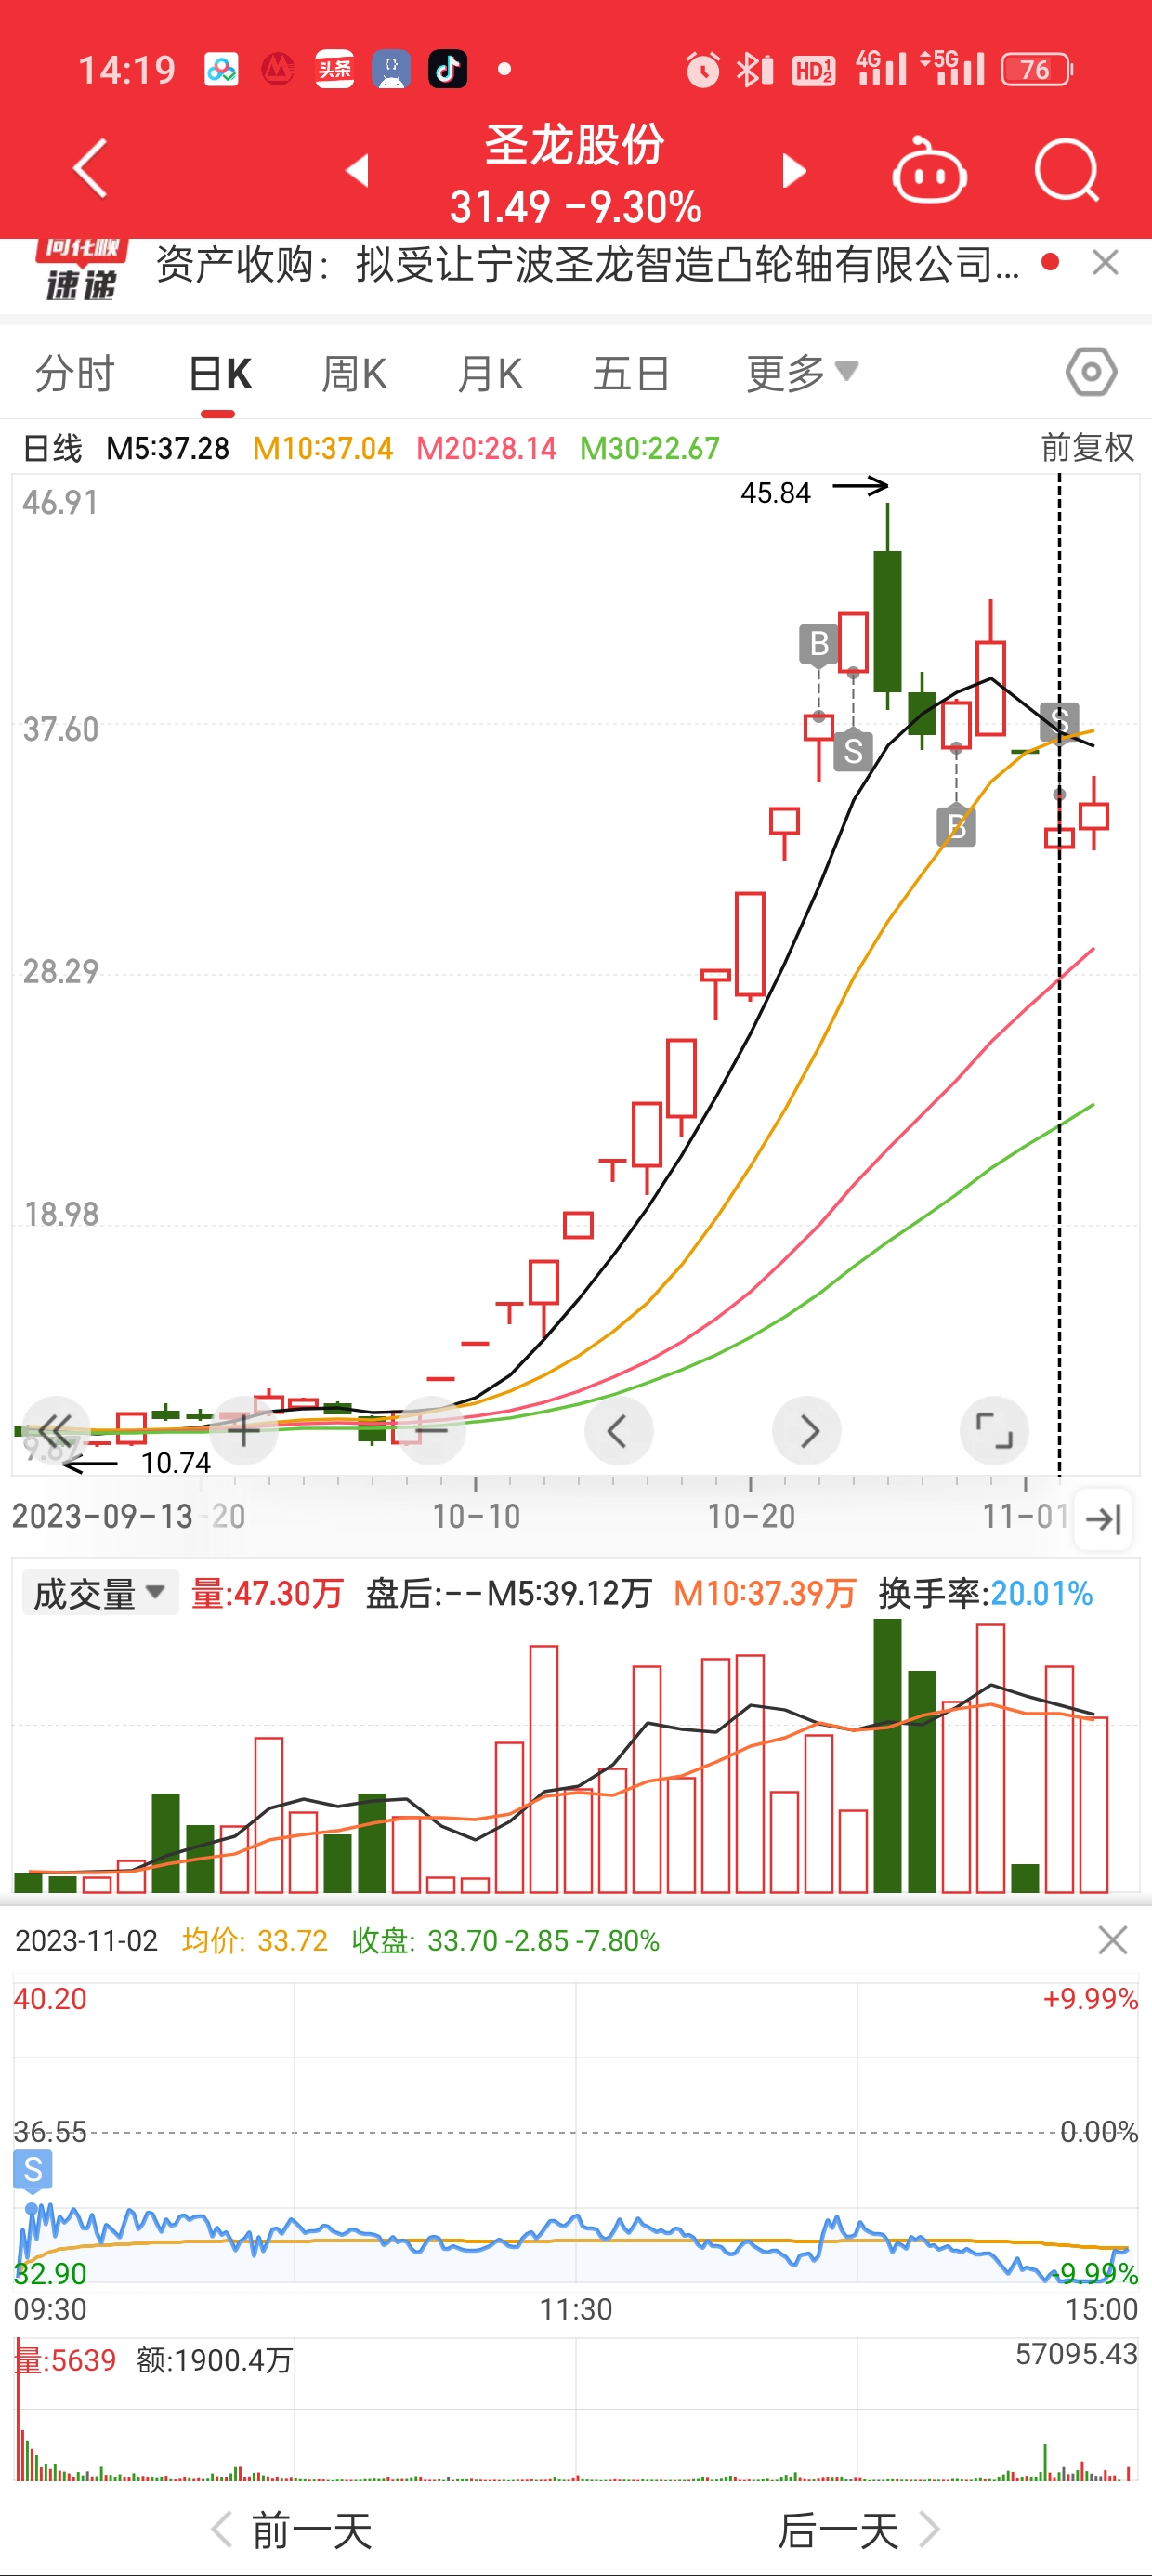 14:19 头条 HD 1 2 4G 5G 76
圣龙股份
31.49 -9.30%
同花顺
速递
资产收购：拟受让宁波圣龙智造凸轮轴有限公司...
分时 日K 周K 月K 五日 更多
日线 M5:37.28 M10:37.04 M20:28.14 M30:22.67 前复权
46.91
45.84
B
S
37.60
S
B
28.29
18.98
9.67
10.74
2023-09-13 -20 10-10 10-20 11-01
成交量 量:47.30万 盘后:-- M5:39.12万 M10:37.39万 换手率:20.01%
2023-11-02 均价: 33.72 收盘: 33.70 -2.85 -7.80%
40.20 +9.99%
36.55 0.00%
S
32.90 -9.99%
09:30 11:30 15:00
量:5639 额:1900.4万 57095.43
前一天 后一天